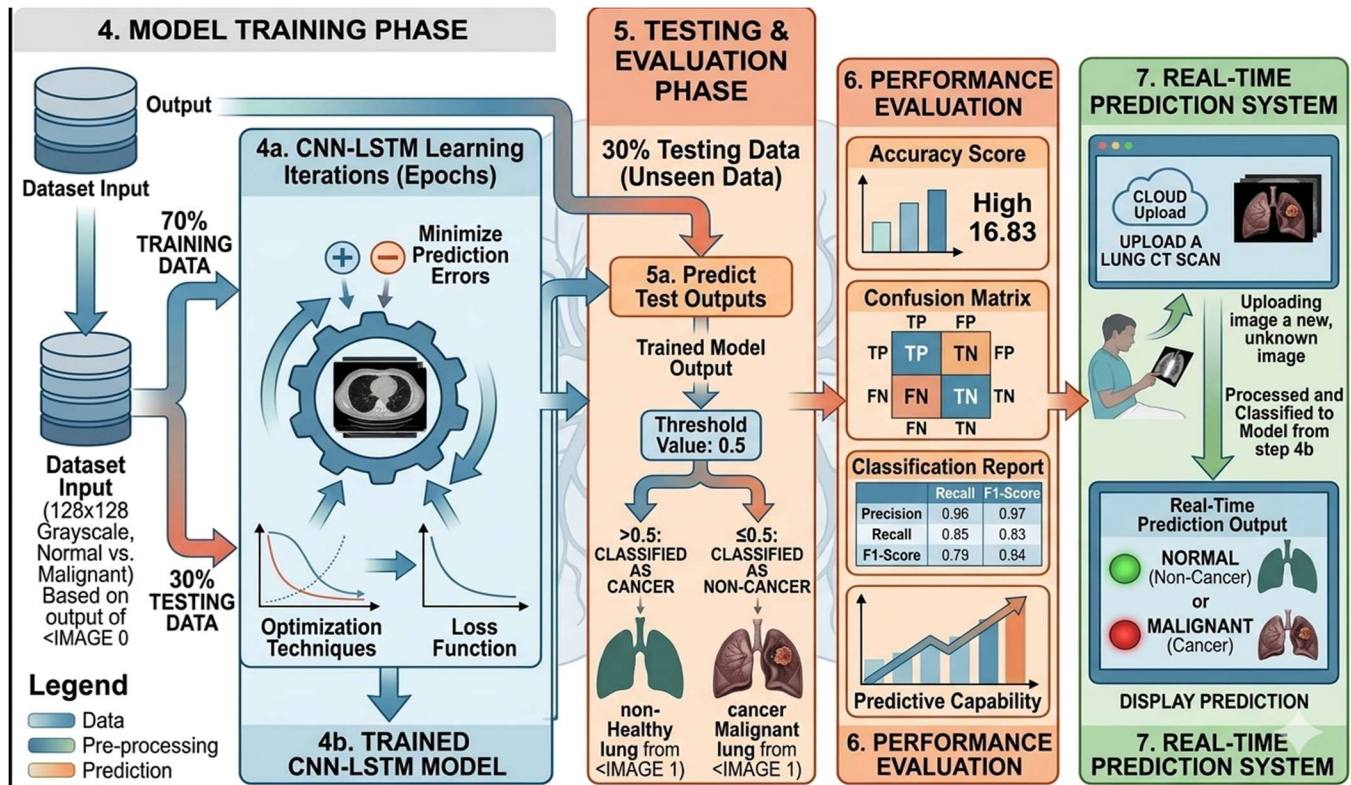 4. MODEL TRAINING PHASE
Output
Dataset Input
70%
TRAINING
DATA
Dataset
Input
(128x128
Grayscale,
Normal vs.
Malignant)
Based on
output of
<IMAGE 0
30%
TESTING
DATA
Legend
Data
Pre-processing
Prediction
4a. CNN-LSTM Learning
Iterations (Epochs)
Minimize
Prediction
Errors
+
−
Optimization
Techniques
Loss
Function
4b. TRAINED
CNN-LSTM MODEL
5. TESTING &
EVALUATION
PHASE
30% Testing Data
(Unseen Data)
5a. Predict
Test Outputs
Trained Model
Output
Threshold
Value: 0.5
>0.5:
CLASSIFIED
AS
CANCER
≤0.5:
CLASSIFIED AS
NON-CANCER
non-
Healthy
lung from
<IMAGE 1)
cancer
Malignant
lung from
<IMAGE 1)
6. PERFORMANCE
EVALUATION
Accuracy Score
High
16.83
Confusion Matrix
TP FP
TP TP TN FP
FN FN TN TN
FN TN
Classification Report
Recall F1-Score
Precision 0.96 0.97
Recall 0.85 0.83
F1-Score 0.79 0.84
Predictive Capability
6. PERFORMANCE
EVALUATION
7. REAL-TIME
PREDICTION SYSTEM
CLOUD
Upload
UPLOAD A
LUNG CT SCAN
Uploading
image a new,
unknown
image
Processed and
Classified to
Model from
step 4b
Real-Time
Prediction Output
NORMAL
(Non-Cancer)
or
MALIGNANT
(Cancer)
DISPLAY PREDICTION
7. REAL-TIME
PREDICTION SYSTEM